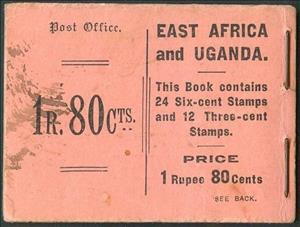 Post Office.
1R. 80CTS.
EAST AFRICA
and UGANDA.
This Book contains
24 Six-cent Stamps
and 12 Three-cent
Stamps.
PRICE
1 Rupee 80 Cents
SEE BACK.